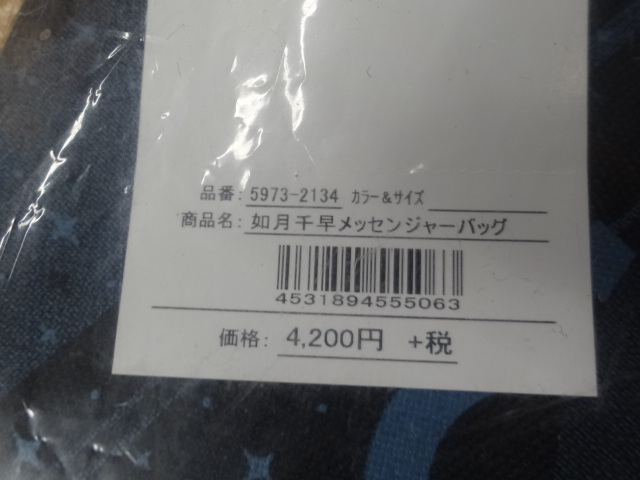 品番: 5973-2134 カラー&サイズ
商品名: 如月千早メッセンジャーバッグ
4531894555063
価格: 4,200円 +税